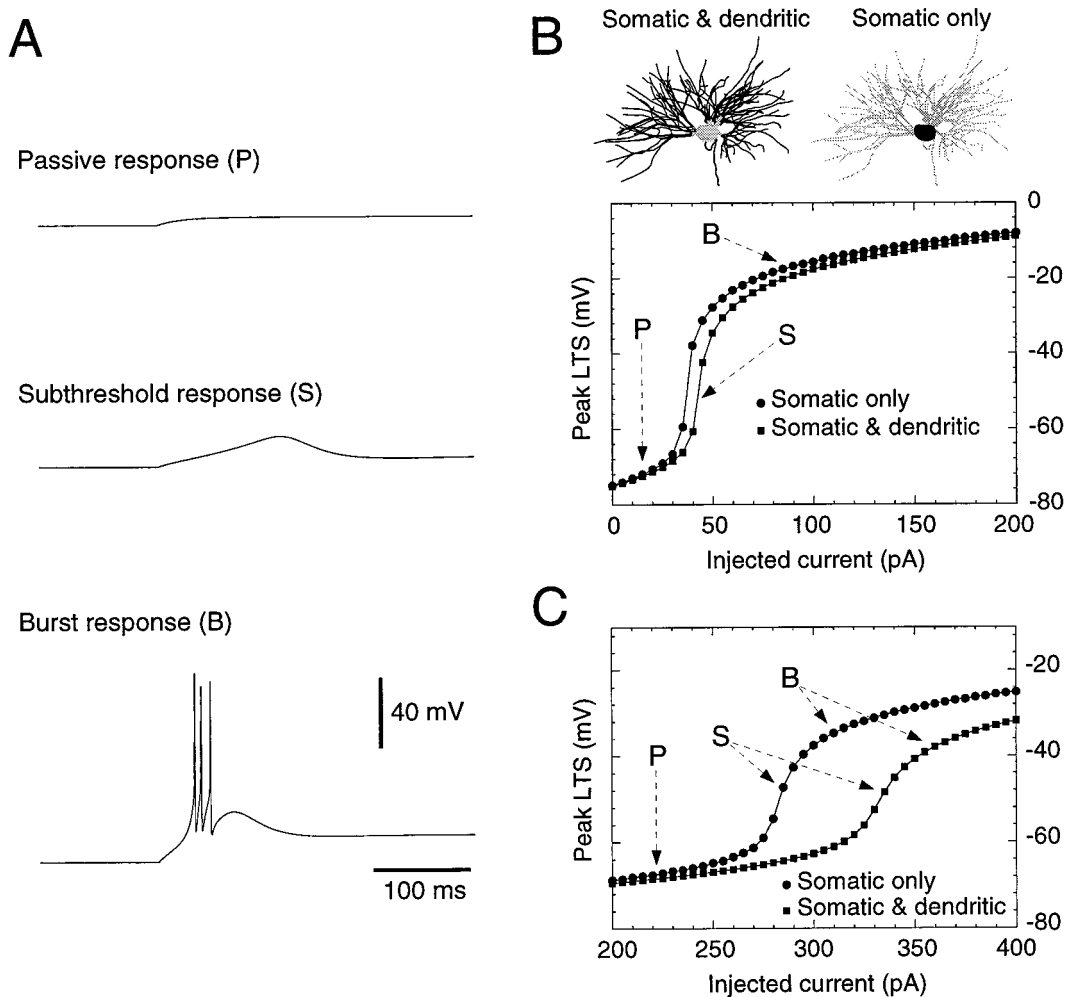 A
Passive response (P)
Subthreshold response (S)
Burst response (B)
40 mV
100 ms
B
Somatic & dendritic
Somatic only
0
-20
-40
-60
-80
Peak LTS (mV)
B
P
S
Somatic only
Somatic & dendritic
0
50
100
150
200
Injected current (pA)
C
-20
-40
-60
-80
Peak LTS (mV)
B
S
P
Somatic only
Somatic & dendritic
200
250
300
350
400
Injected current (pA)